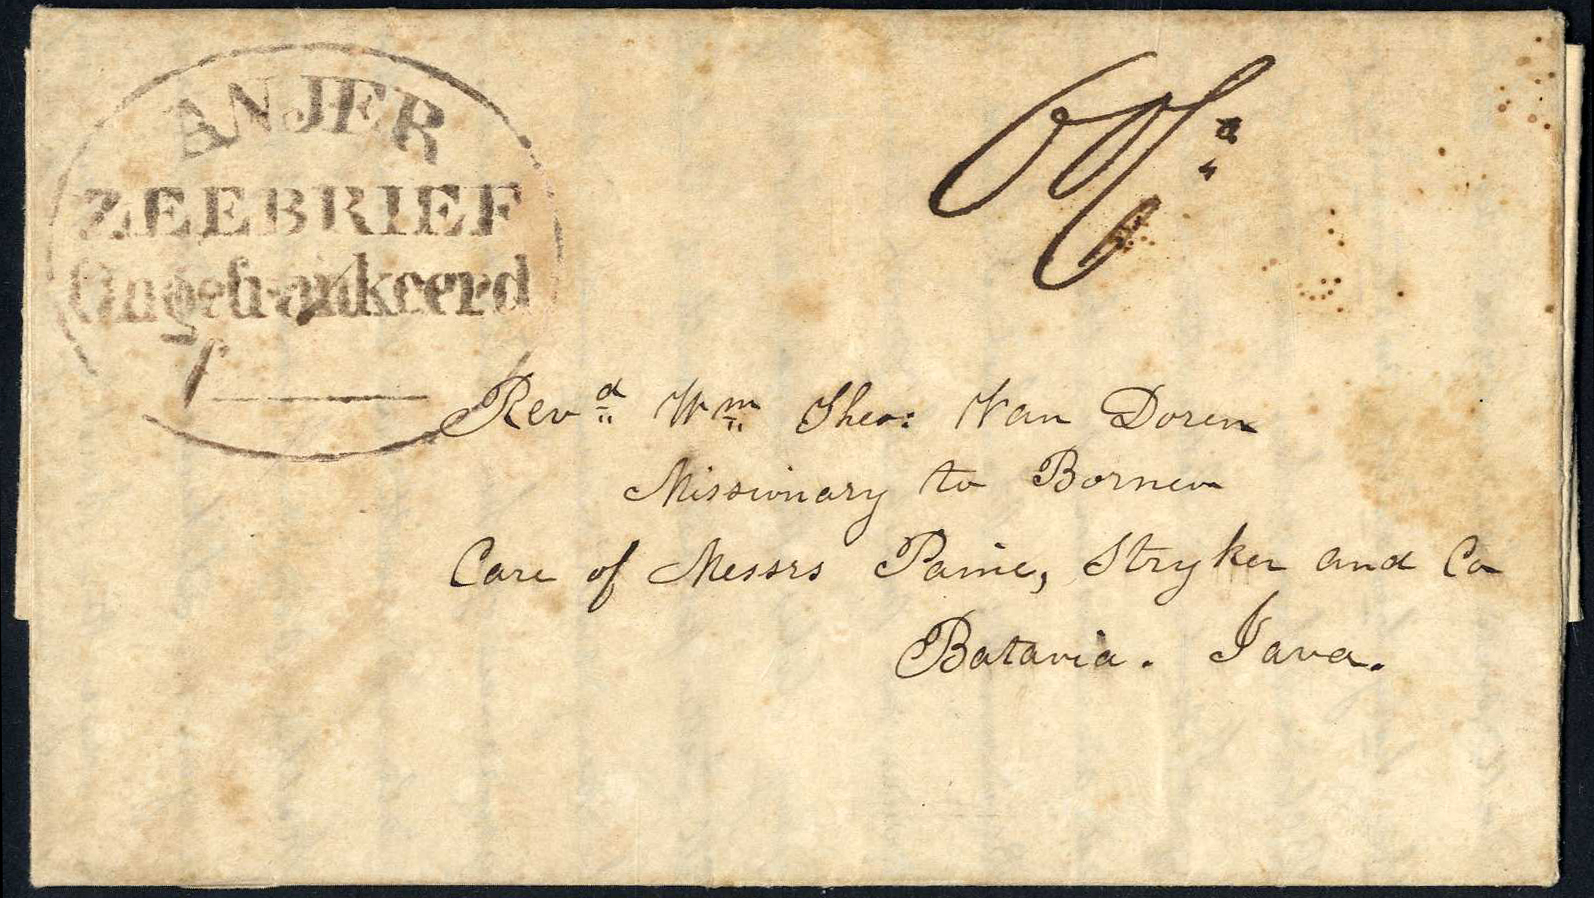 ANJER
ZEEBRIEF
Ongefrankeerd
f
Revd Wm Theo: Van Doren
Missionary to Borneo
Care of Messrs Paine, Stryker and Co
Batavia. Java.